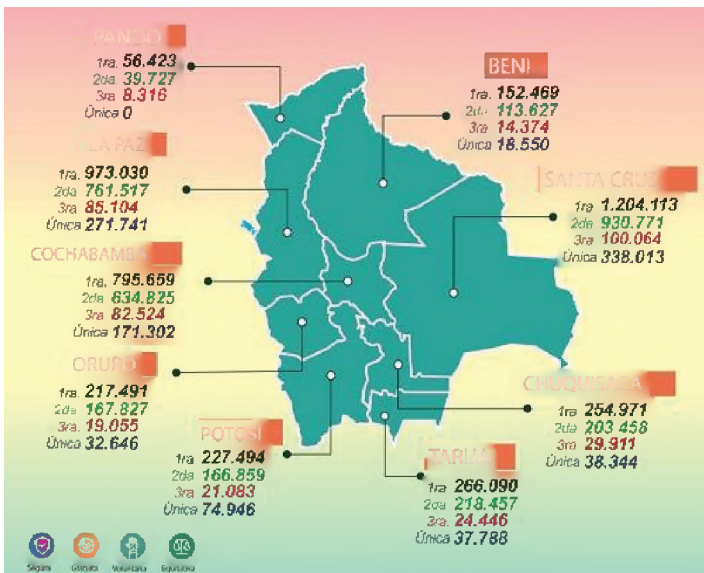 PANDO
1ra. 56.423
2da 39.727
3ra 8.316
Única 0
BENI
1ra. 152.469
2da 113.627
3ra 14.374
Única 18.550
LA PAZ
1ra. 973.030
2da 761.517
3ra 85.104
Única 271.741
SANTA CRUZ
1ra 1.204.113
2da 930.771
3ra 100.064
Única 338.013
COCHABAMBA
1ra. 795.659
2da 634.825
3ra 82.524
Única 171.302
ORURO
1ra. 217.491
2da 167.827
3ra 19.055
Única 32.646
CHUQUISACA
1ra 254.971
2da 203 458
3ra 29.911
Única 38.344
POTOSÍ
1ra 227.494
2da 166.859
3ra 21.083
Única 74.946
TARIJA
1ra 266.090
2da 218.457
3ra. 24.446
Única 37.788
Segura Gratuita Voluntaria Equitativa